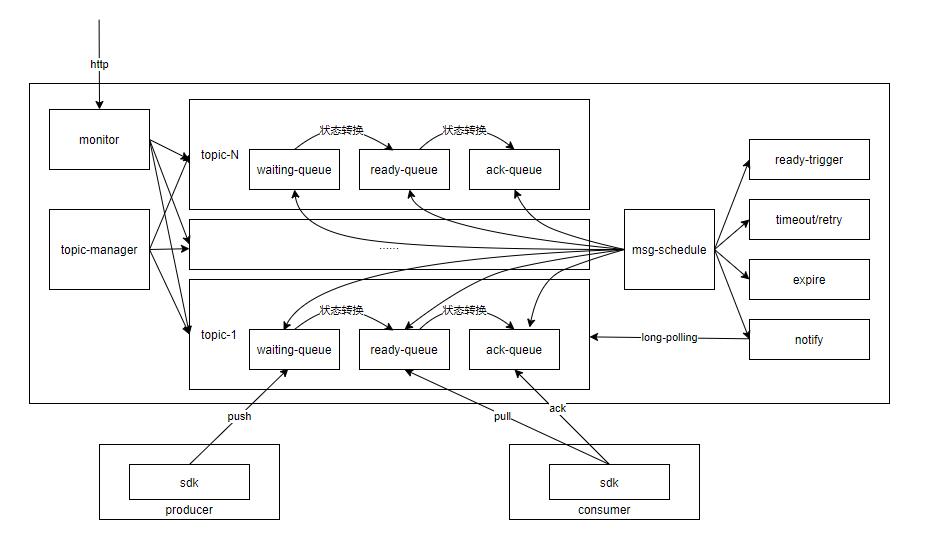 http
monitor
topic-manager
topic-N
状态转换
状态转换
waiting-queue
ready-queue
ack-queue
......
topic-1
状态转换
状态转换
waiting-queue
ready-queue
ack-queue
msg-schedule
ready-trigger
timeout/retry
expire
notify
long-polling
push
pull
ack
sdk
producer
sdk
consumer